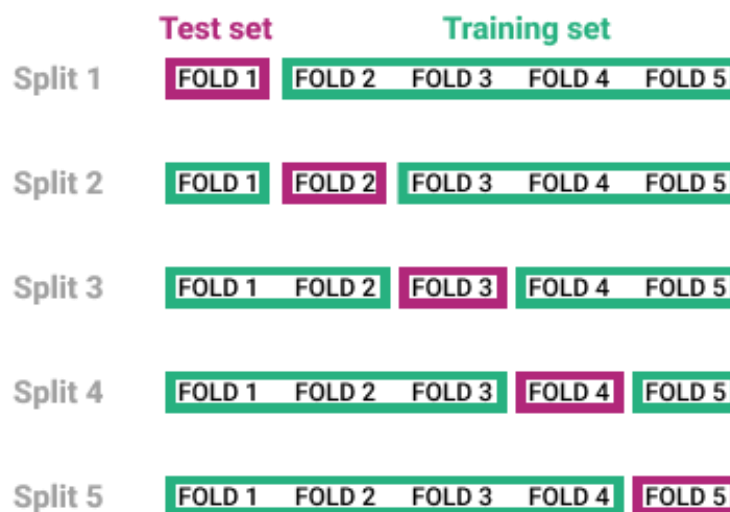 Test set Training set
Split 1 FOLD 1 FOLD 2 FOLD 3 FOLD 4 FOLD 5
Split 2 FOLD 1 FOLD 2 FOLD 3 FOLD 4 FOLD 5
Split 3 FOLD 1 FOLD 2 FOLD 3 FOLD 4 FOLD 5
Split 4 FOLD 1 FOLD 2 FOLD 3 FOLD 4 FOLD 5
Split 5 FOLD 1 FOLD 2 FOLD 3 FOLD 4 FOLD 5